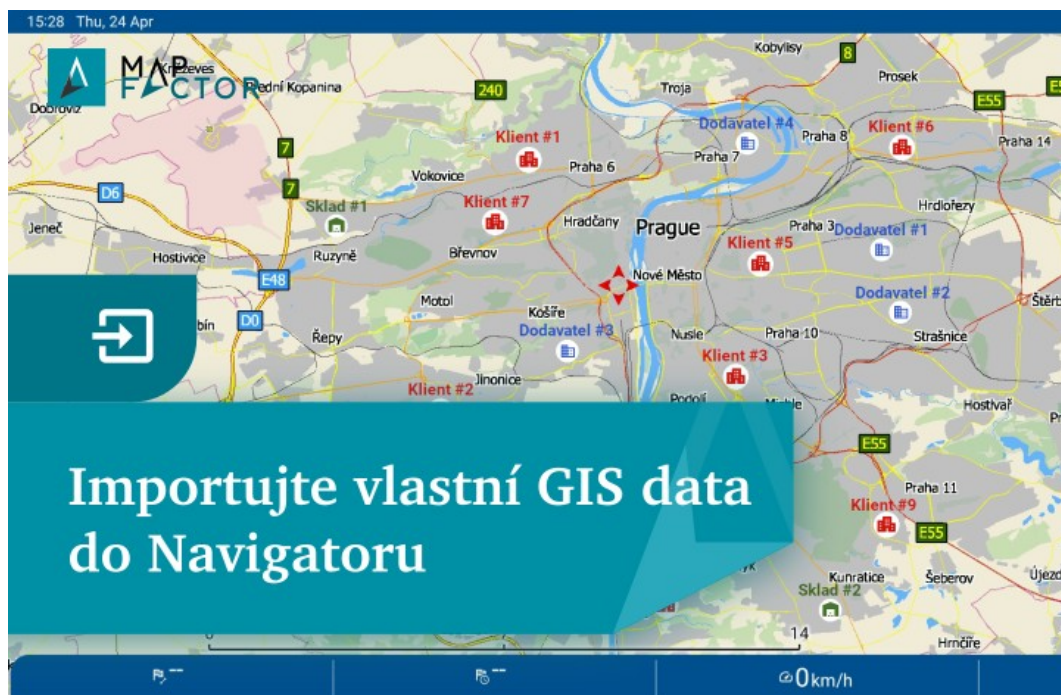 15:28 Thu, 24 Apr
MAP
FACTOR
Kobylisy
8
Přední Kopanina
240
Troja
Prosek
E55
Dobrovíz
Klient #1
Dodavatel #4
Klient #6
7
Praha 8
Praha 14
Praha 6
Praha 7
D6
7
Vokovice
Sklad #1
Klient #7
Hrdlořezy
Jeneč
Hradčany
Prague
Praha 3
Dodavatel #1
Hostivice
Ruzyně
Břevnov
Klient #5
E48
Nové Město
Motol
Košíře
Dodavatel #2
D0
Řepy
Dodavatel #3
Nusle
Praha 10
Strašnice
Klient #3
Jinonice
Klient #2
Podolí
Hostivař
E55
Importujte vlastní GIS data
do Navigatoru
Praha 11
Klient #9
E55
Kunratice
Šeberov
Sklad #2
14
Hrnčíře
--
--
0 km/h